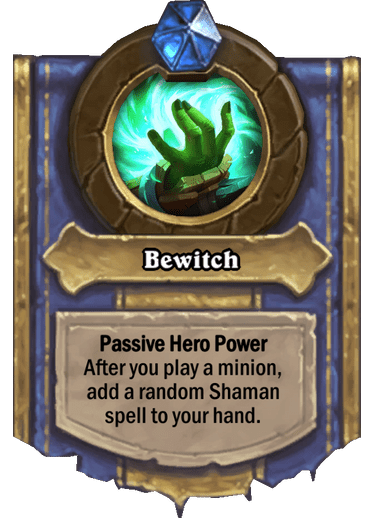 Bewitch
Passive Hero Power
After you play a minion,
add a random Shaman
spell to your hand.